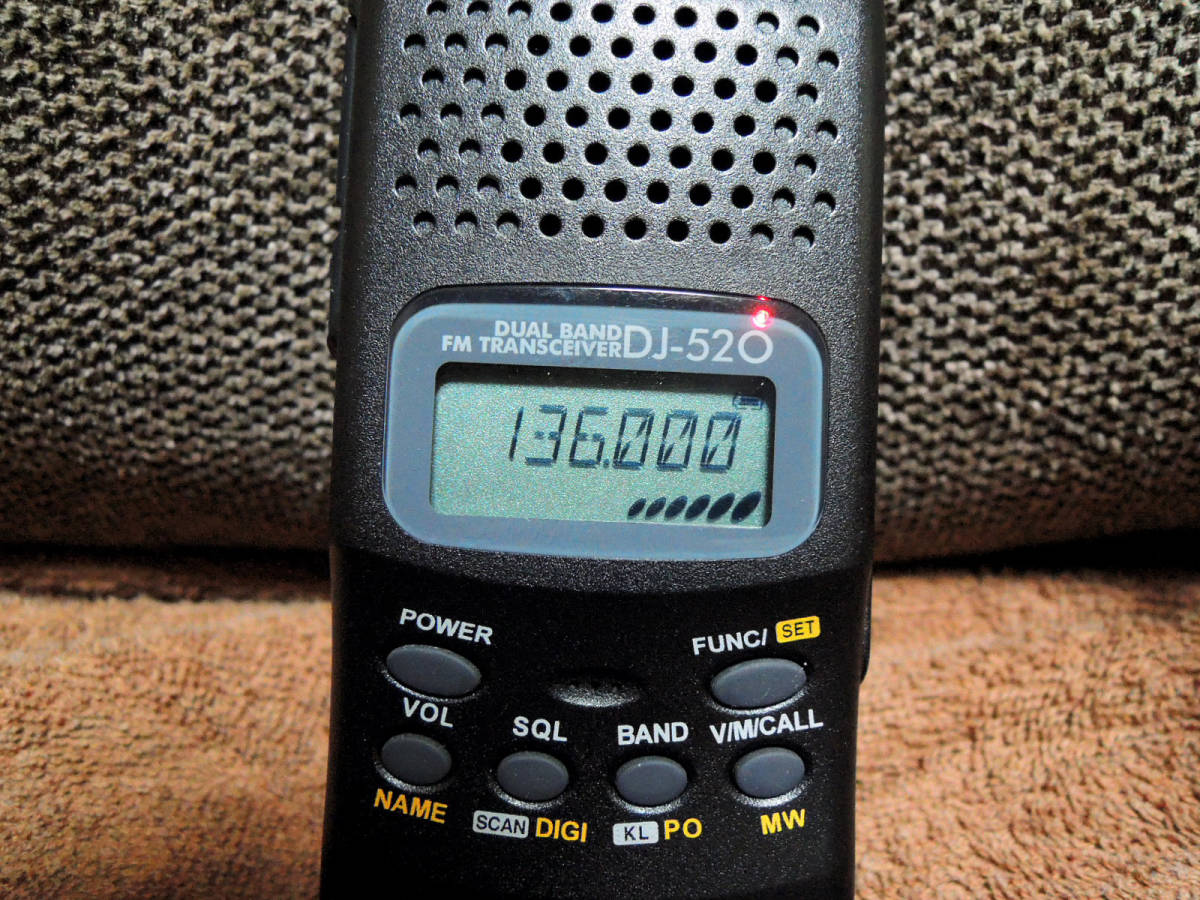 DUAL BAND
FM TRANSCEIVER DJ-520
136.000
POWER FUNC/ SET
VOL SQL BAND V/M/CALL
NAME SCAN DIGI KL PO MW